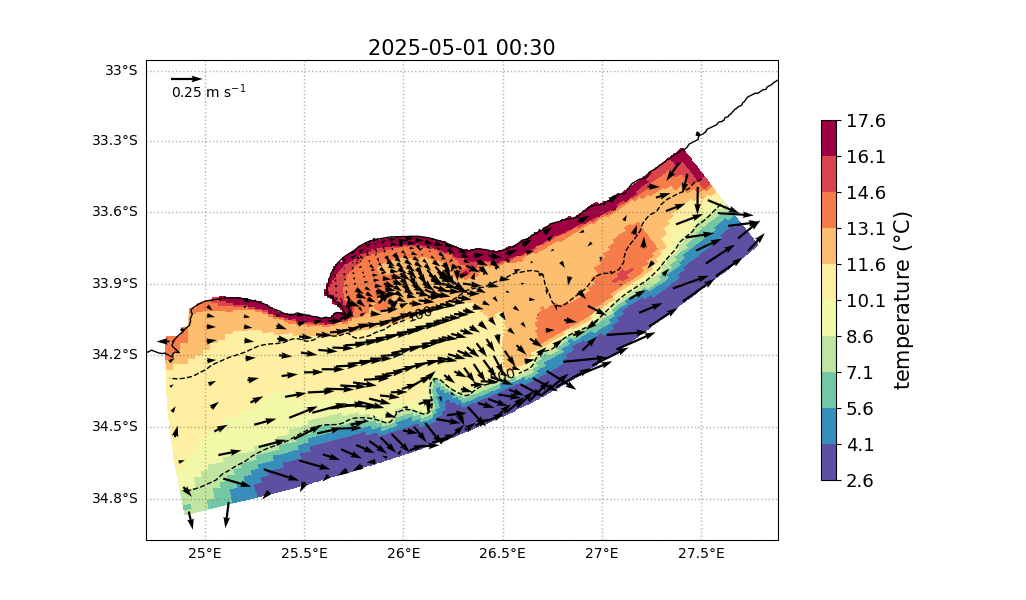 2025-05-01 00:30
0.25 m s⁻¹
33°S
33.3°S
33.6°S
33.9°S
34.2°S
34.5°S
34.8°S
25°E
25.5°E
26°E
26.5°E
27°E
27.5°E
100
500
17.6
16.1
14.6
13.1
11.6
10.1
8.6
7.1
5.6
4.1
2.6
temperature (°C)